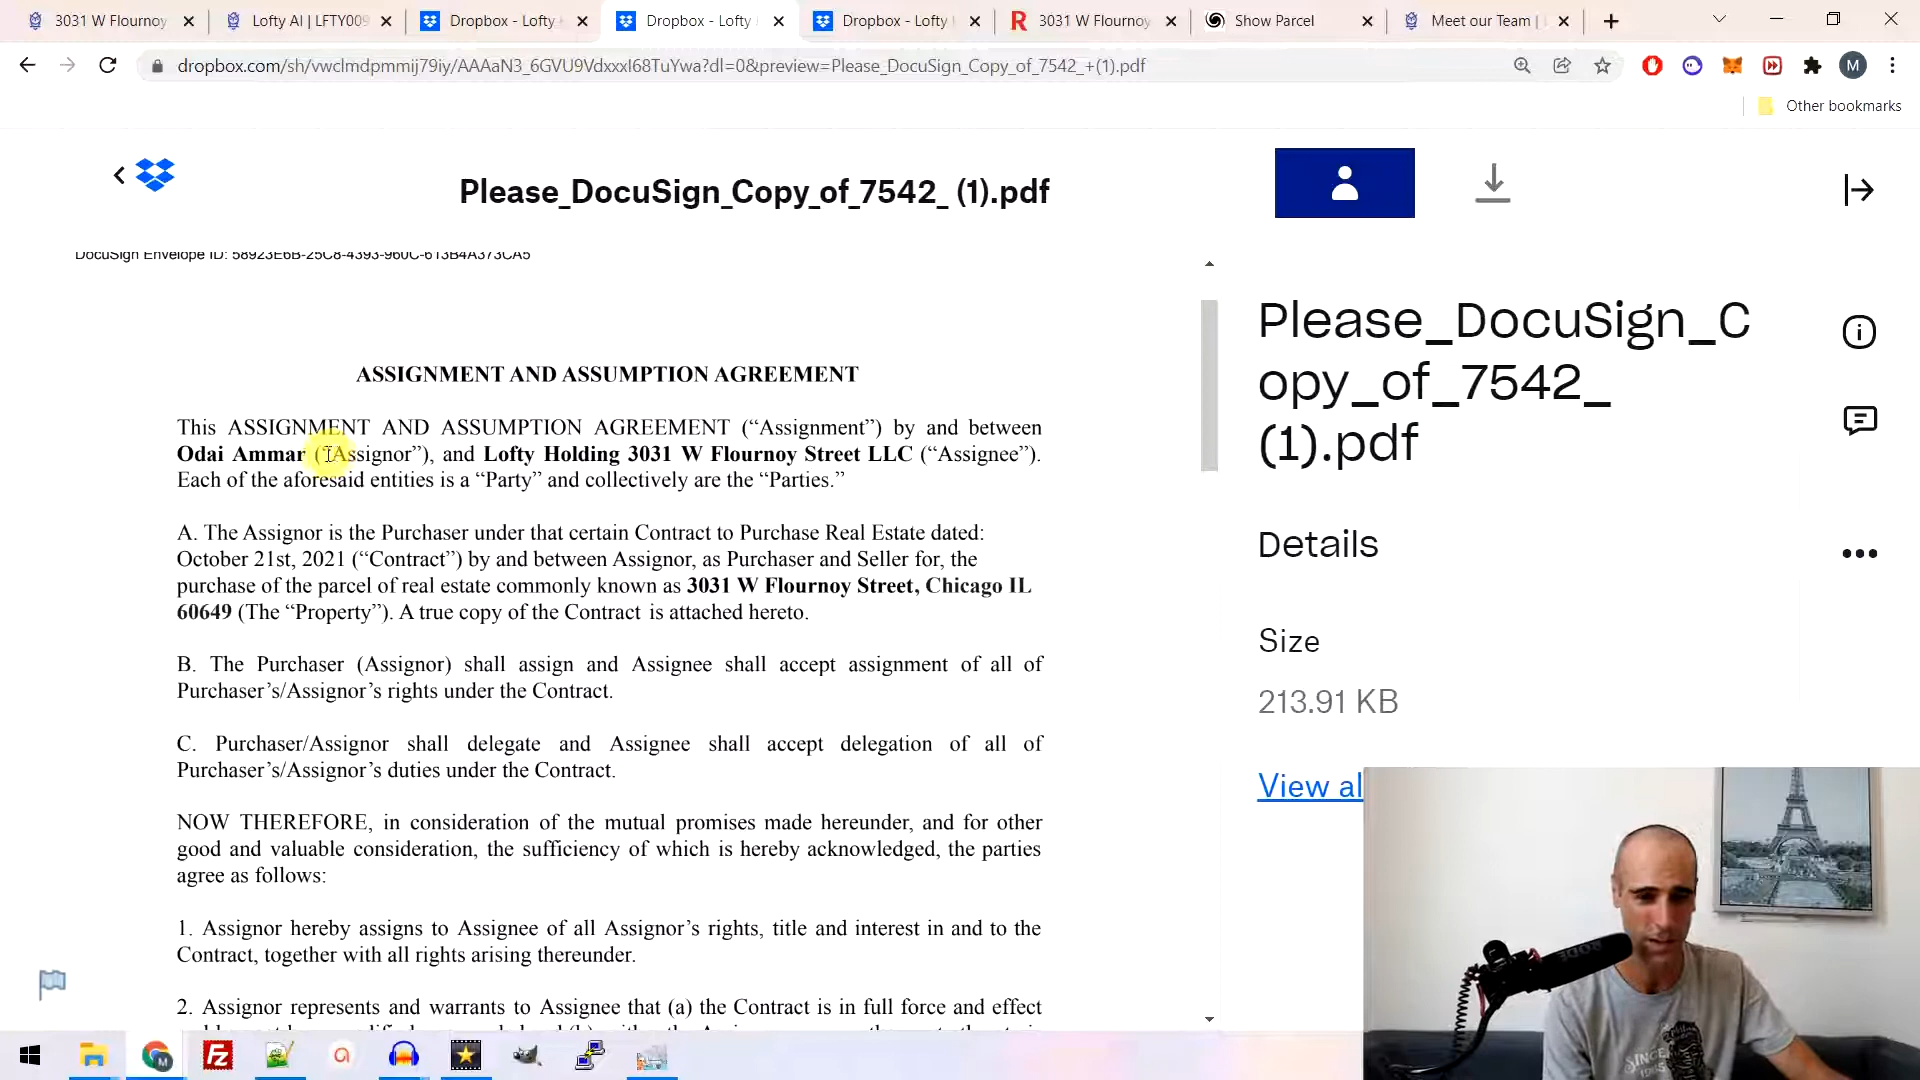 3031 W Flournoy
Lofty AI | LFTY009
Dropbox - Lofty
Dropbox - Lofty
Dropbox - Lofty
3031 W Flournoy
Show Parcel
Meet our Team |
dropbox.com/sh/vwclmdpmmij79iy/AAAaN3_6GVU9VdxxxI68TuYwa?dl=0&preview=Please_DocuSign_Copy_of_7542_+(1).pdf
M
Other bookmarks
Please_DocuSign_Copy_of_7542_ (1).pdf
DocuSign Envelope ID: 58923E6B-25C8-4393-960C-613B4A373CA5
ASSIGNMENT AND ASSUMPTION AGREEMENT
This ASSIGNMENT AND ASSUMPTION AGREEMENT (“Assignment”) by and between
Odai Ammar (“Assignor”), and Lofty Holding 3031 W Flournoy Street LLC (“Assignee”).
Each of the aforesaid entities is a “Party” and collectively are the “Parties.”
A. The Assignor is the Purchaser under that certain Contract to Purchase Real Estate dated:
October 21st, 2021 (“Contract”) by and between Assignor, as Purchaser and Seller for, the
purchase of the parcel of real estate commonly known as 3031 W Flournoy Street, Chicago IL
60649 (The “Property”). A true copy of the Contract is attached hereto.
B. The Purchaser (Assignor) shall assign and Assignee shall accept assignment of all of
Purchaser’s/Assignor’s rights under the Contract.
C. Purchaser/Assignor shall delegate and Assignee shall accept delegation of all of
Purchaser’s/Assignor’s duties under the Contract.
NOW THEREFORE, in consideration of the mutual promises made hereunder, and for other
good and valuable consideration, the sufficiency of which is hereby acknowledged, the parties
agree as follows:
1. Assignor hereby assigns to Assignee of all Assignor’s rights, title and interest in and to the
Contract, together with all rights arising thereunder.
2. Assignor represents and warrants to Assignee that (a) the Contract is in full force and effect
Please_DocuSign_C
opy_of_7542_
(1).pdf
Details
Size
213.91 KB
View al
RODE
SINCE